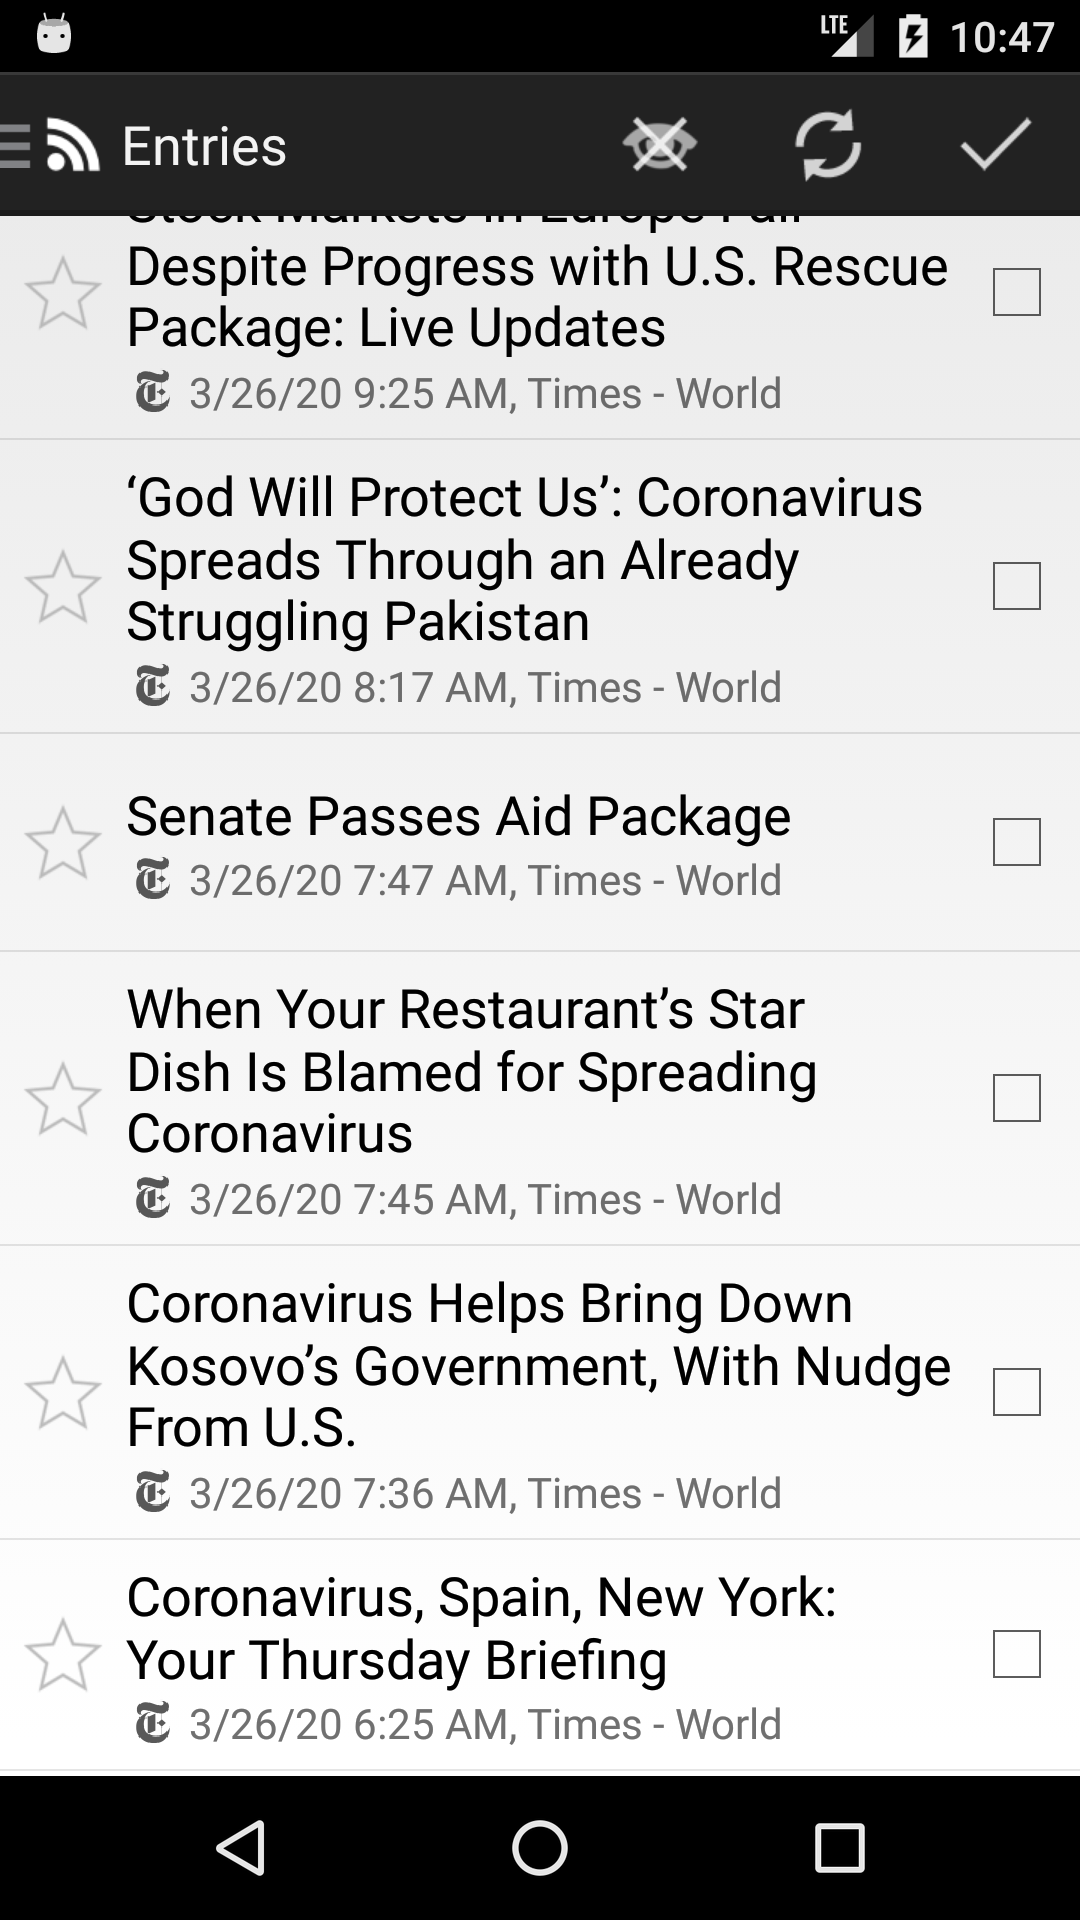 LTE 10:47
Entries
Stock Markets in Europe Fall
Despite Progress with U.S. Rescue
Package: Live Updates
3/26/20 9:25 AM, Times - World
‘God Will Protect Us’: Coronavirus
Spreads Through an Already
Struggling Pakistan
3/26/20 8:17 AM, Times - World
Senate Passes Aid Package
3/26/20 7:47 AM, Times - World
When Your Restaurant’s Star
Dish Is Blamed for Spreading
Coronavirus
3/26/20 7:45 AM, Times - World
Coronavirus Helps Bring Down
Kosovo’s Government, With Nudge
From U.S.
3/26/20 7:36 AM, Times - World
Coronavirus, Spain, New York:
Your Thursday Briefing
3/26/20 6:25 AM, Times - World